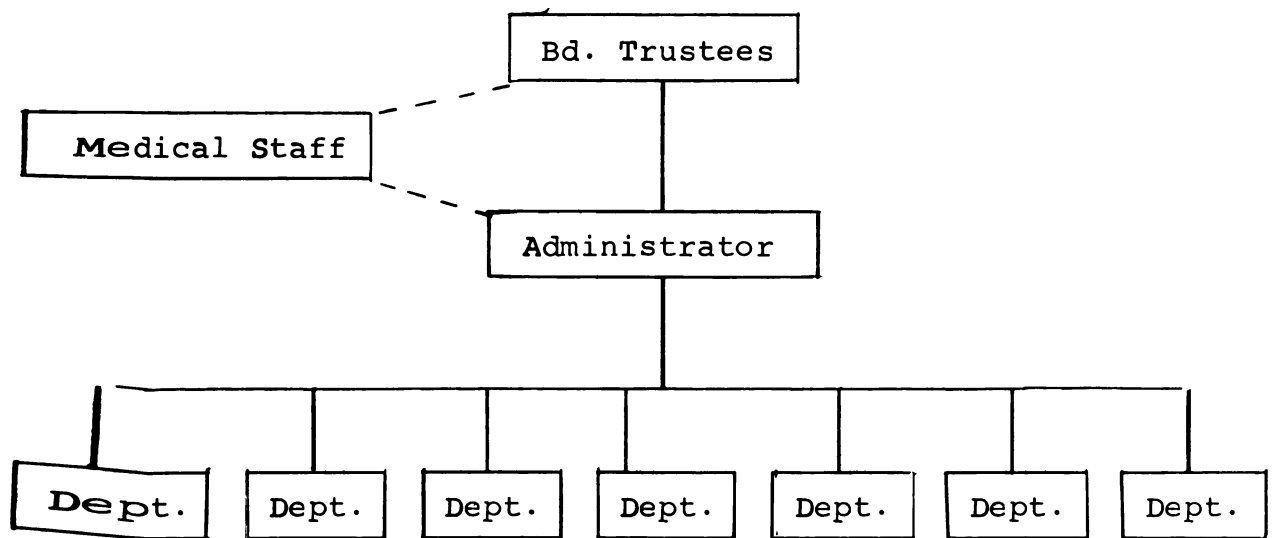 Bd. Trustees
Medical Staff
Administrator
Dept. Dept. Dept. Dept. Dept. Dept. Dept.